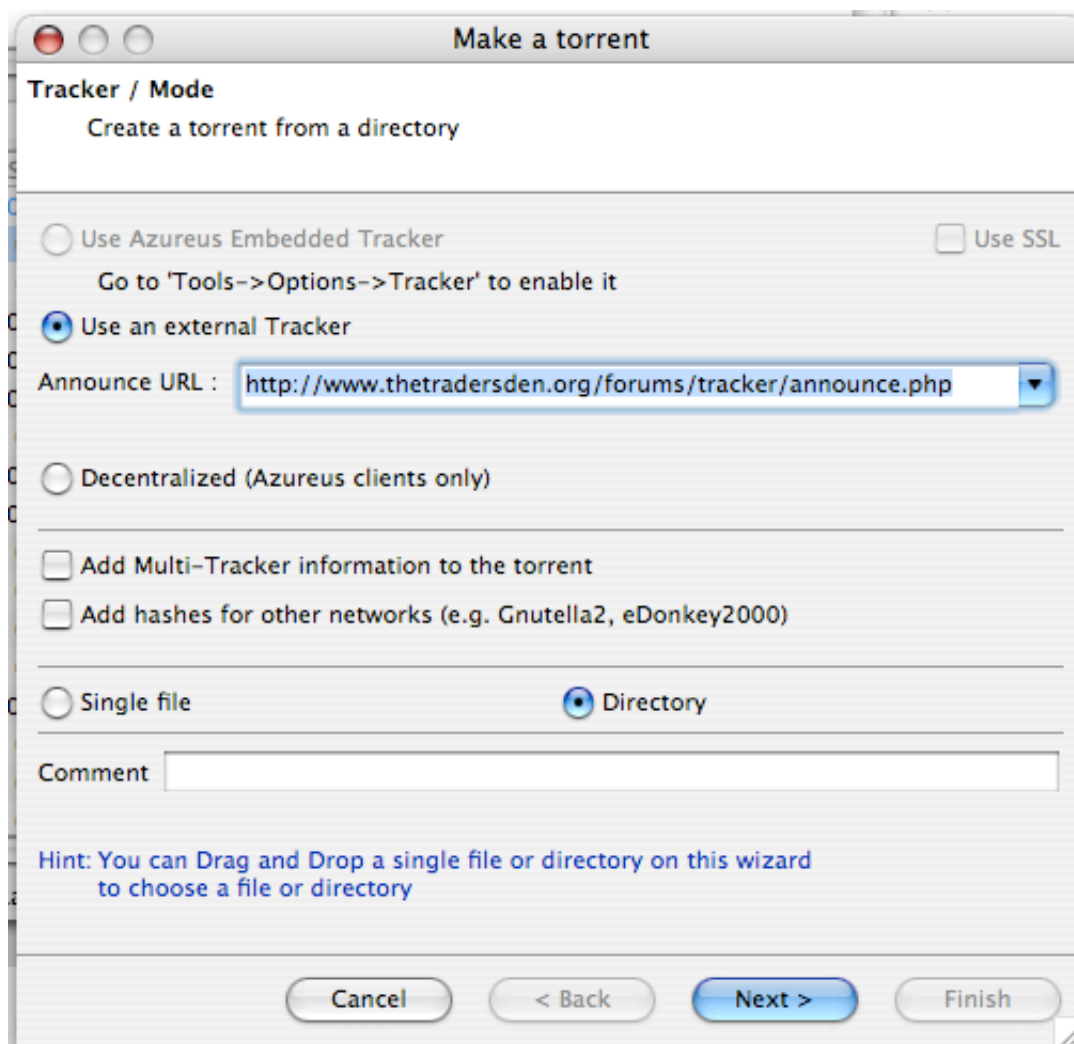 Make a torrent
Tracker / Mode
Create a torrent from a directory
Use Azureus Embedded Tracker
Use SSL
Go to 'Tools->Options->Tracker' to enable it
Use an external Tracker
Announce URL : http://www.thetradersden.org/forums/tracker/announce.php
Decentralized (Azureus clients only)
Add Multi-Tracker information to the torrent
Add hashes for other networks (e.g. Gnutella2, eDonkey2000)
Single file
Directory
Comment
Hint: You can Drag and Drop a single file or directory on this wizard
to choose a file or directory
Cancel
< Back
Next >
Finish